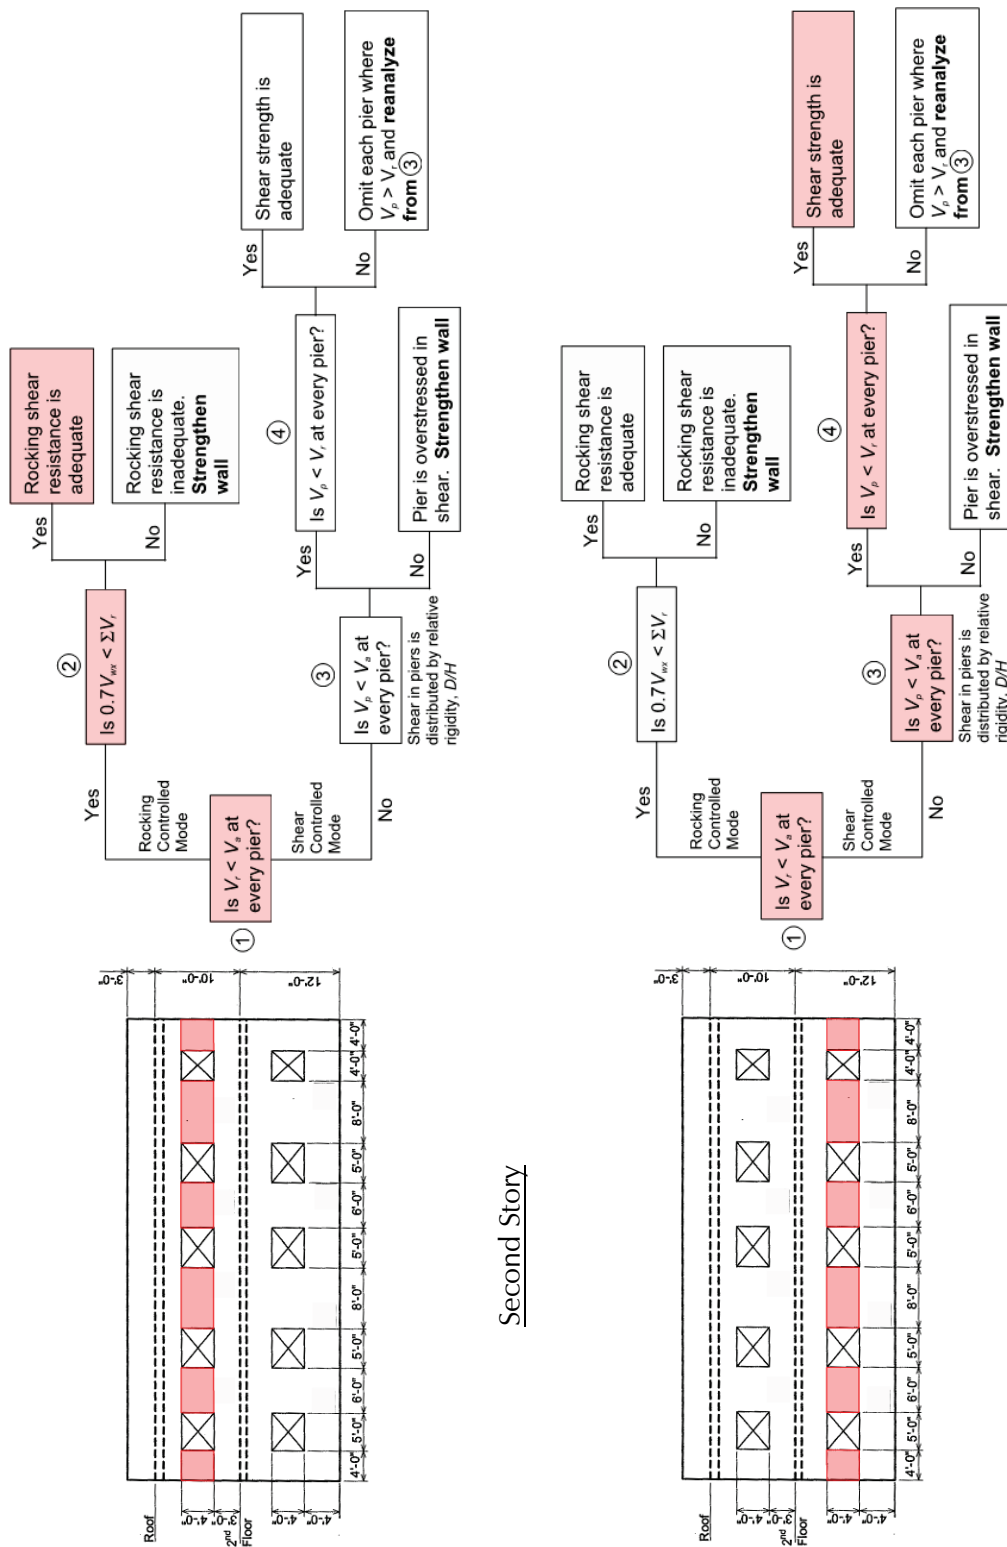 Roof
2nd
Floor
3'-0"
10'-0"
12'-0"
4'-0"
3'-0"
4'-0"
4'-0"
4'-0"
5'-0"
6'-0"
5'-0"
8'-0"
5'-0"
6'-0"
5'-0"
8'-0"
4'-0"
4'-0"
①
Is Vr < Va at
every pier?
Yes
Rocking
Controlled
Mode
Shear
Controlled
Mode
No
②
Is 0.7Vwx < ΣVr
Yes
Rocking shear
resistance is
adequate
No
Rocking shear
resistance is
inadequate.
Strengthen
wall
③
Is Vp < Va at
every pier?
Shear in piers is
distributed by relative
rigidity, D/H
Yes
No
④
Is Vp < Vr at every pier?
Pier is overstressed in
shear. Strengthen wall
Yes
Shear strength is
adequate
No
Omit each pier where
Vp > Vr and reanalyze
from ③
Second Story
Roof
2nd
Floor
3'-0"
10'-0"
12'-0"
4'-0"
3'-0"
4'-0"
4'-0"
4'-0"
5'-0"
6'-0"
5'-0"
8'-0"
5'-0"
6'-0"
5'-0"
8'-0"
4'-0"
4'-0"
①
Is Vr < Va at
every pier?
Yes
Rocking
Controlled
Mode
Shear
Controlled
Mode
No
②
Is 0.7Vwx < ΣVr
Yes
Rocking shear
resistance is
adequate
No
Rocking shear
resistance is
inadequate.
Strengthen
wall
③
Is Vp < Va at
every pier?
Shear in piers is
distributed by relative
rigidity, D/H
Yes
No
④
Is Vp < Vr at every pier?
Pier is overstressed in
shear. Strengthen wall
Yes
Shear strength is
adequate
No
Omit each pier where
Vp > Vr and reanalyze
from ③